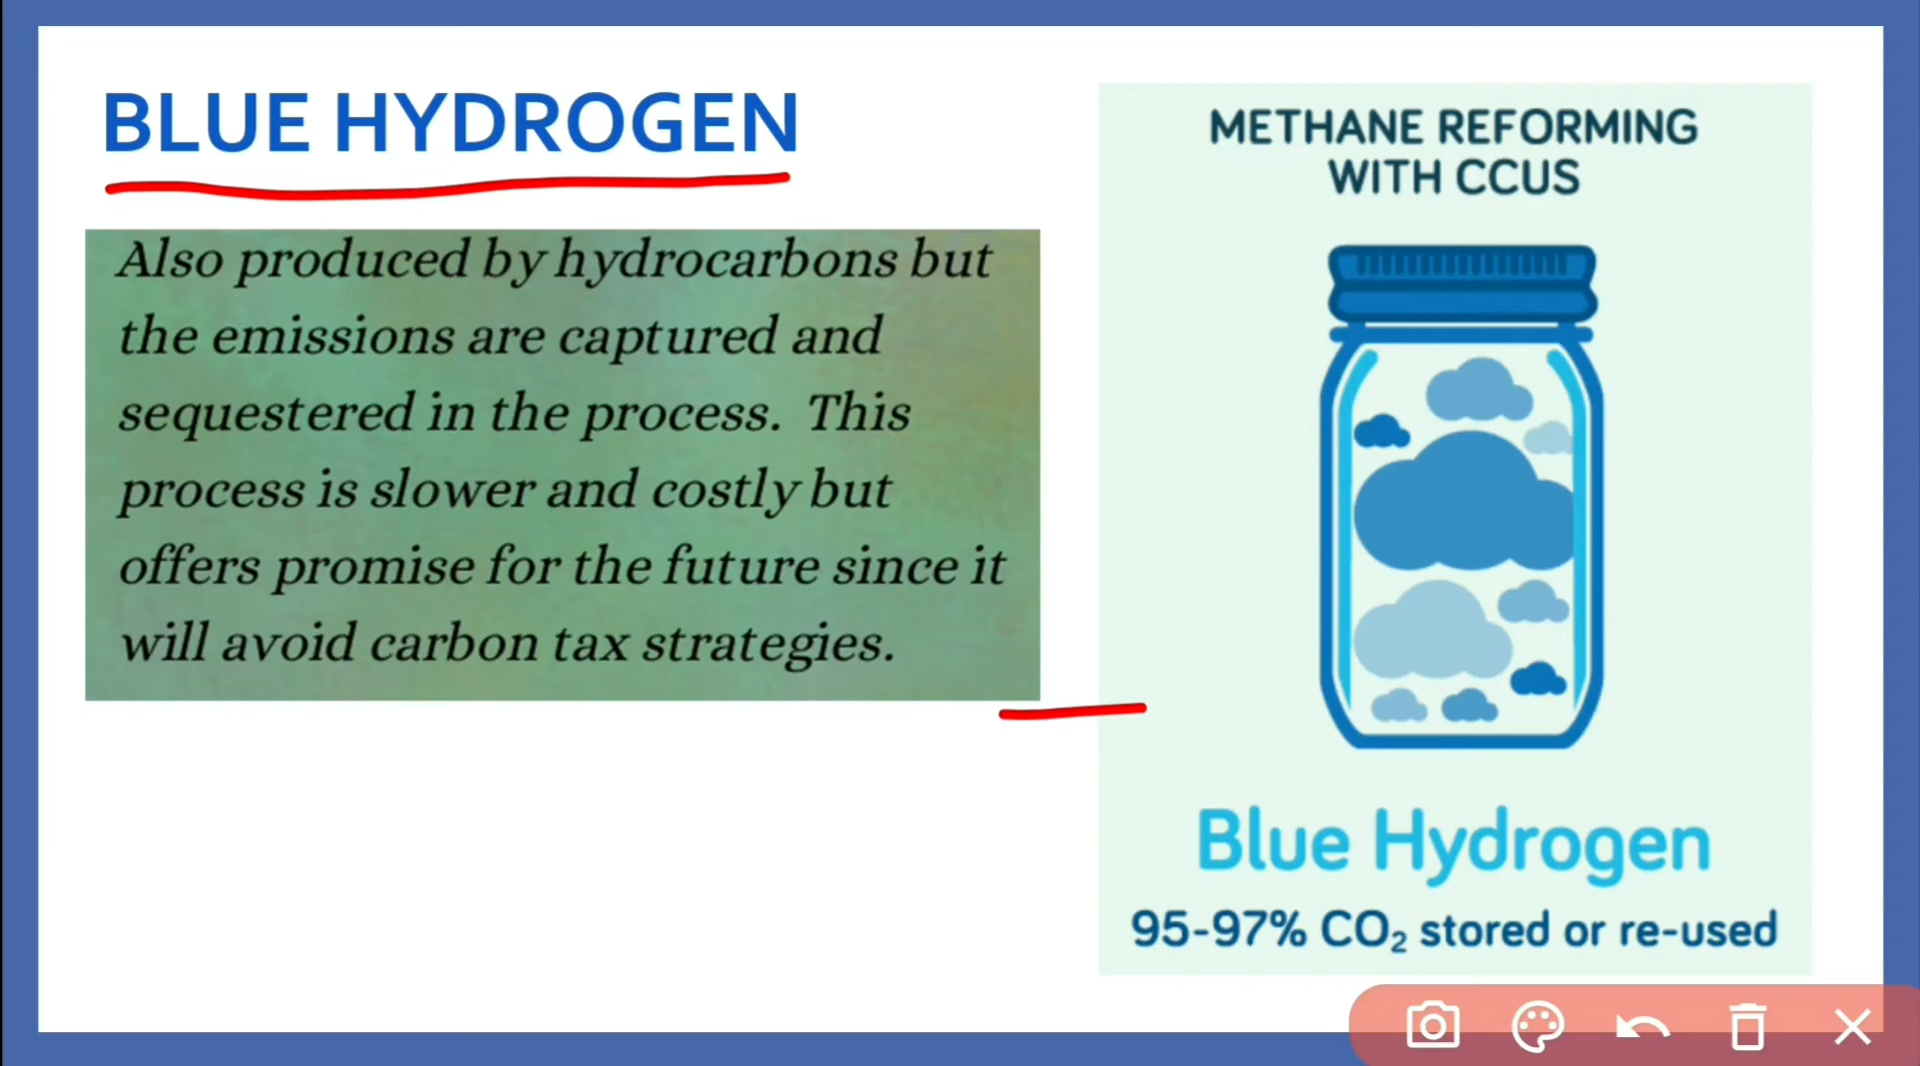 BLUE HYDROGEN
Also produced by hydrocarbons but
the emissions are captured and
sequestered in the process. This
process is slower and costly but
offers promise for the future since it
will avoid carbon tax strategies.
METHANE REFORMING
WITH CCUS
Blue Hydrogen
95-97% CO₂ stored or re-used